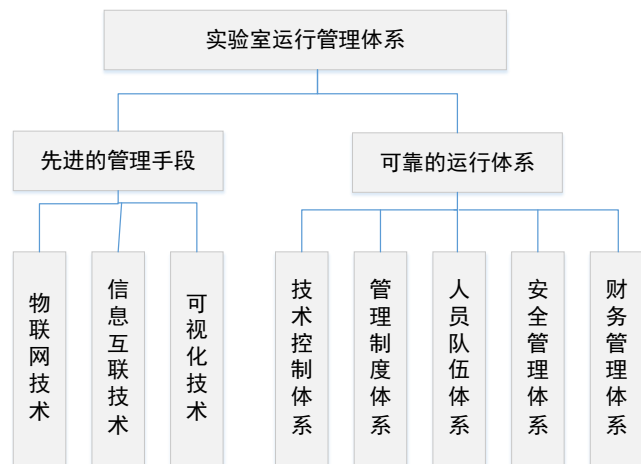 实验室运行管理体系
先进的管理手段
可靠的运行体系
物联网技术
信息互联技术
可视化技术
技术控制体系
管理制度体系
人员队伍体系
安全管理体系
财务管理体系